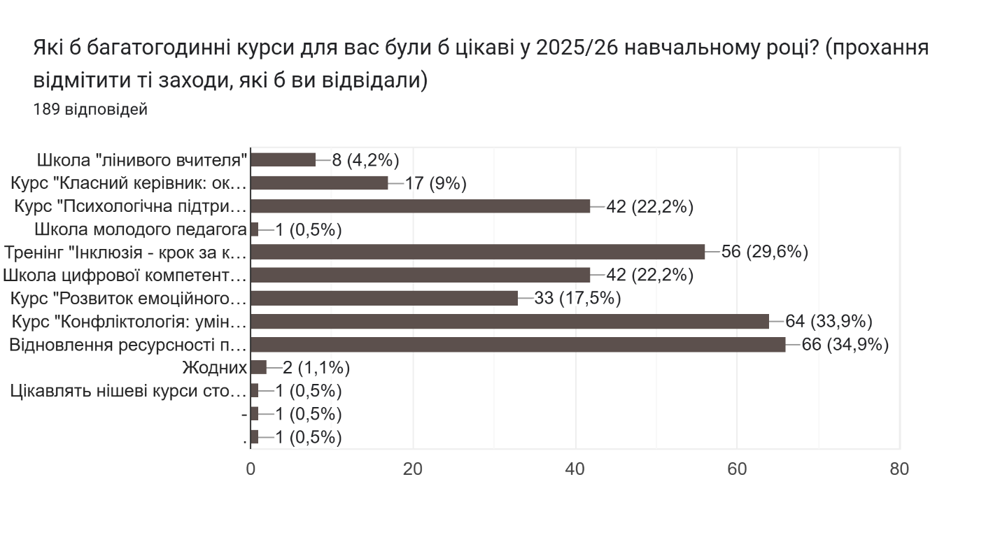 Які б багатогодинні курси для вас були б цікаві у 2025/26 навчальному році? (прохання
відмітити ті заходи, які б ви відвідали)
189 відповідей
Школа "лінивого вчителя" 8 (4,2%)
Курс "Класний керівник: ок… 17 (9%)
Курс "Психологічна підтри… 42 (22,2%)
Школа молодого педагога 1 (0,5%)
Тренінг "Інклюзія - крок за к… 56 (29,6%)
Школа цифрової компетент… 42 (22,2%)
Курс "Розвиток емоційного… 33 (17,5%)
Курс "Конфліктологія: умін… 64 (33,9%)
Відновлення ресурсності п… 66 (34,9%)
Жодних 2 (1,1%)
Цікавлять нішеві курси сто… 1 (0,5%)
- 1 (0,5%)
. 1 (0,5%)
0 20 40 60 80